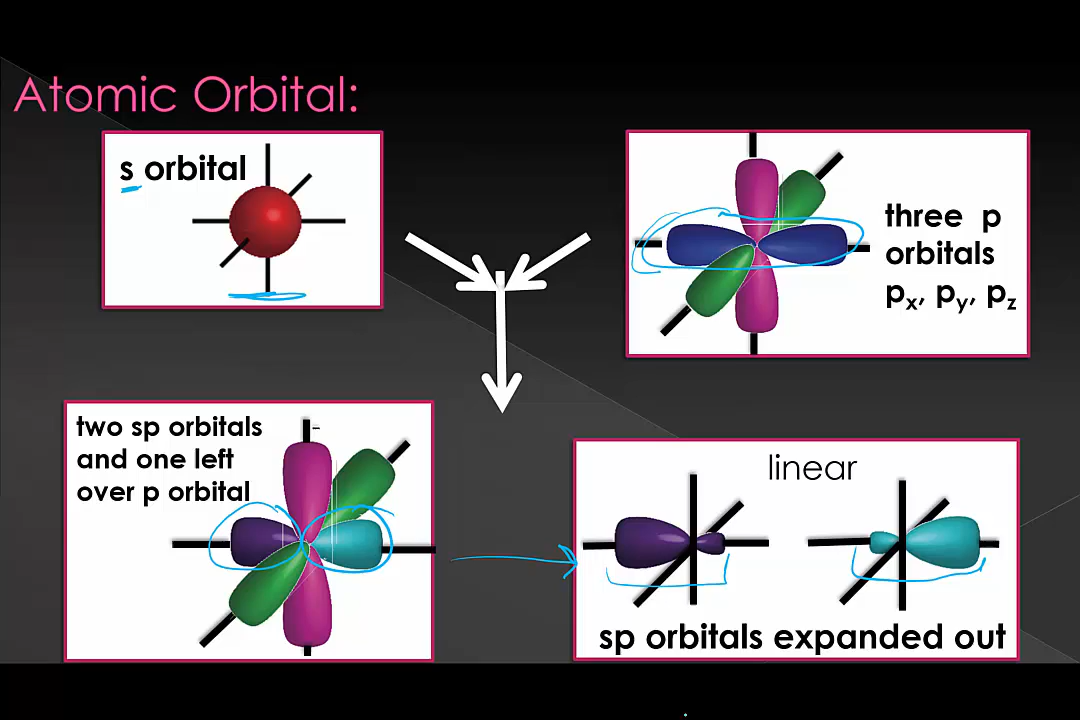 Atomic Orbital:
s orbital
three p
orbitals
px, py, pz
two sp orbitals
and one left
over p orbital
linear
sp orbitals expanded out